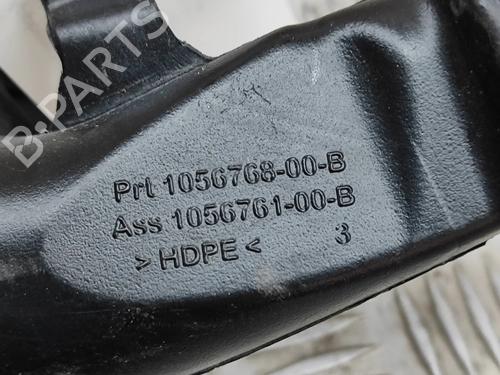 B-PARTS
Prt 1056768-00-B
Ass 1056761-00-B
> HDPE < 3